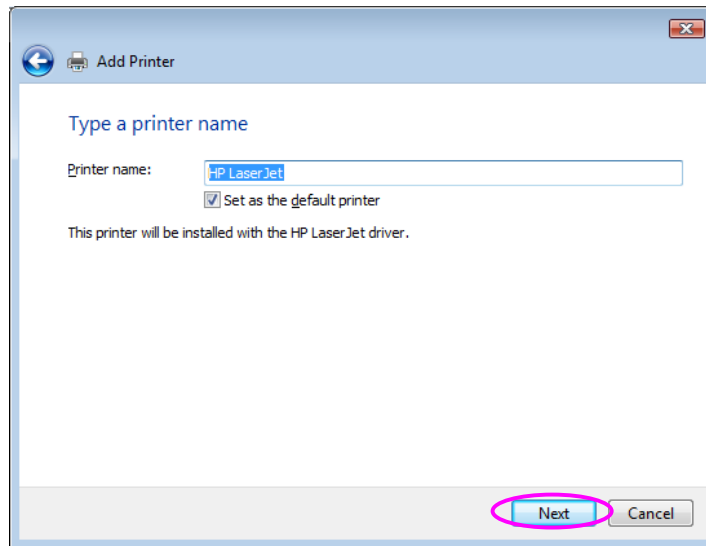 Add Printer
Type a printer name
Printer name:
HP LaserJet
Set as the default printer
This printer will be installed with the HP LaserJet driver.
Next
Cancel